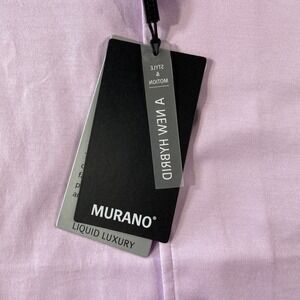 STYLE
&
MOTION
A NEW HYBRID
MURANO®
LIQUID LUXURY